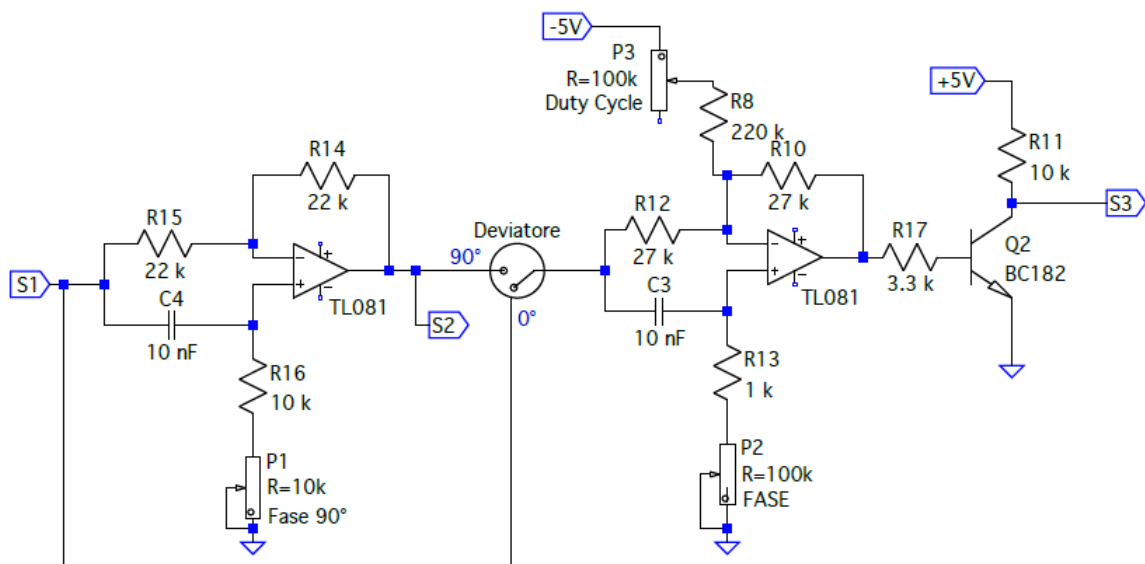 -5V
P3
R=100k
Duty Cycle
R8
220 k
+5V
R11
10 k
S3
R14
22 k
R10
27 k
R15
22 k
R12
27 k
Deviatore
90°
0°
R17
3.3 k
Q2
BC182
S1
C4
10 nF
TL081
S2
C3
10 nF
TL081
R16
10 k
R13
1 k
P1
R=10k
Fase 90°
P2
R=100k
FASE